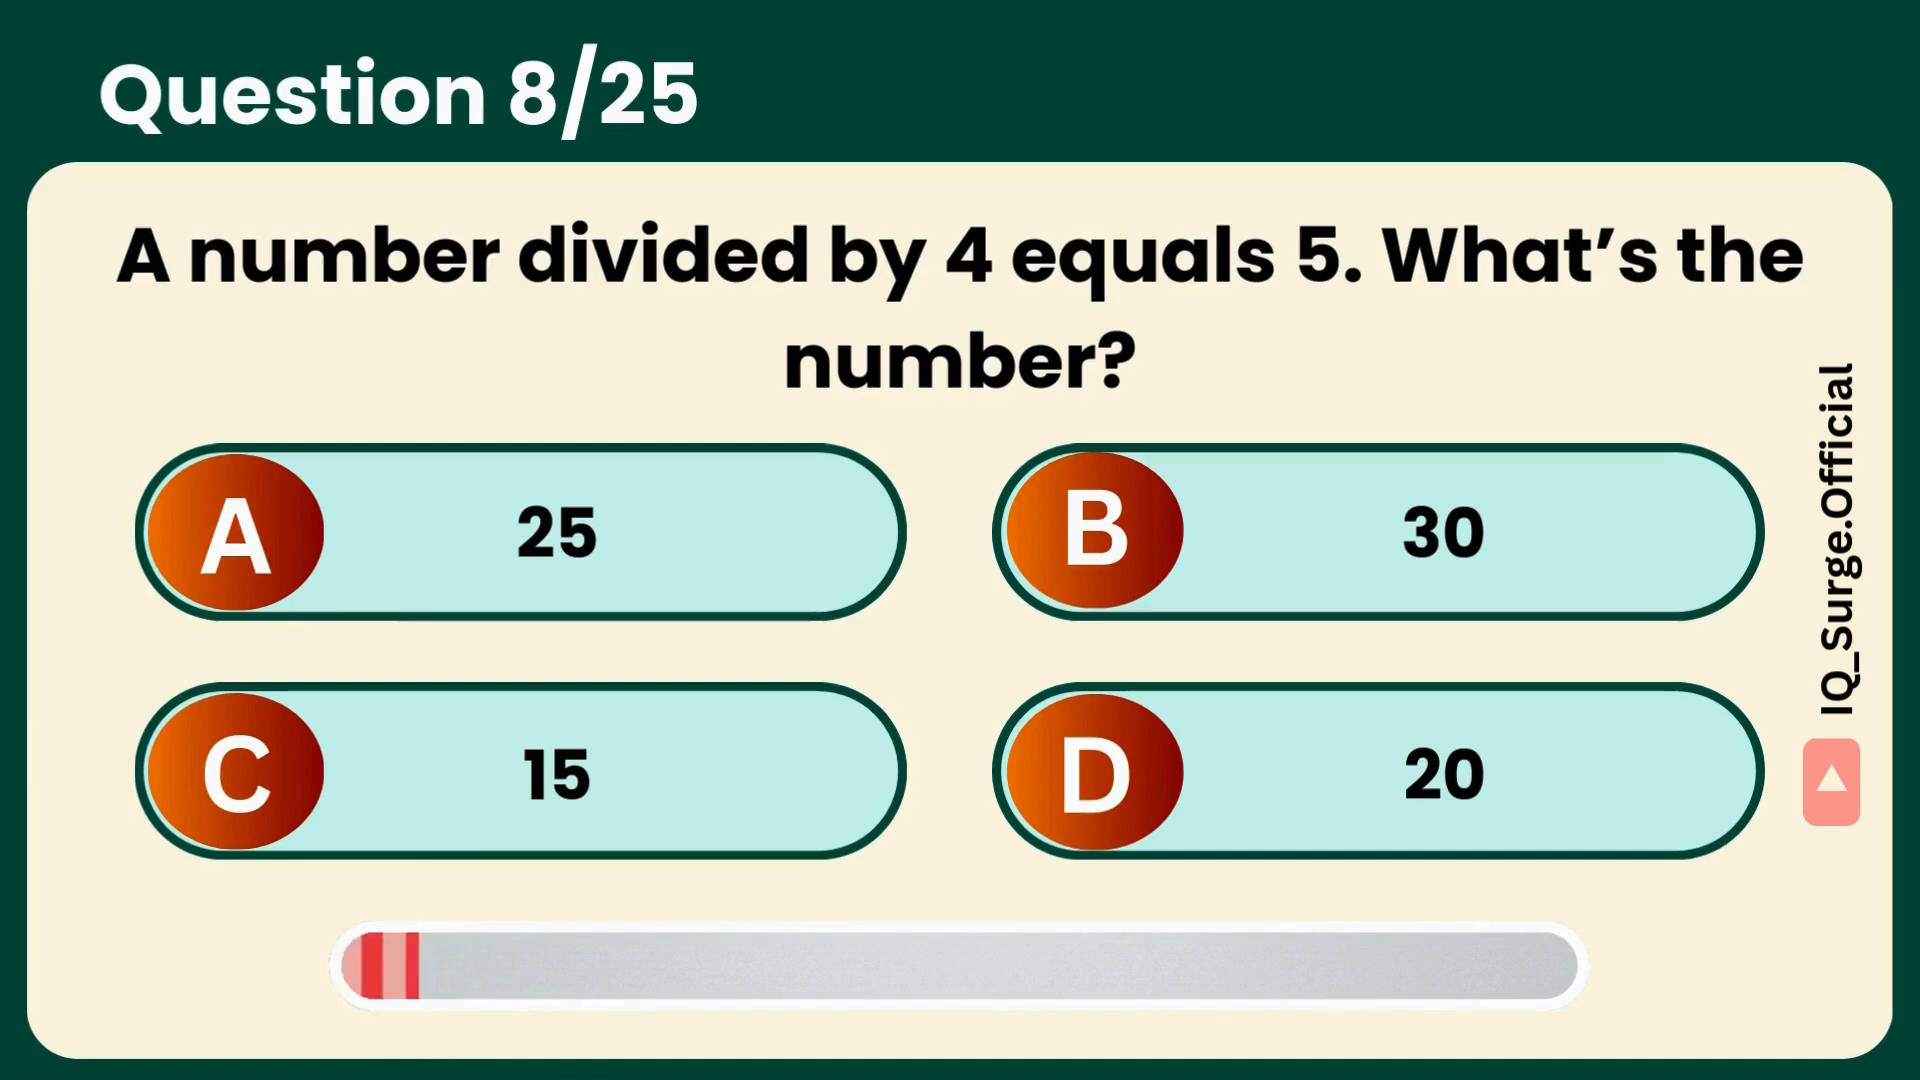 Question 8/25
A number divided by 4 equals 5. What’s the
number?
A 25
B 30
C 15
D 20
IQ_Surge.Official